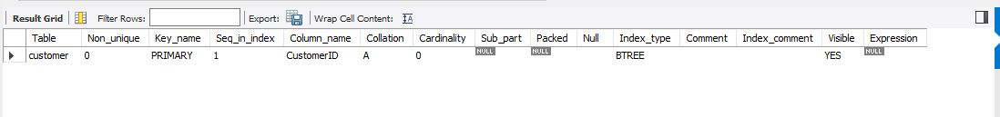 Result Grid Filter Rows: Export: Wrap Cell Content: IA
Table Non_unique Key_name Seq_in_index Column_name Collation Cardinality Sub_part Packed Null Index_type Comment Index_comment Visible Expression
customer 0 PRIMARY 1 CustomerID A 0 NULL NULL BTREE YES NULL